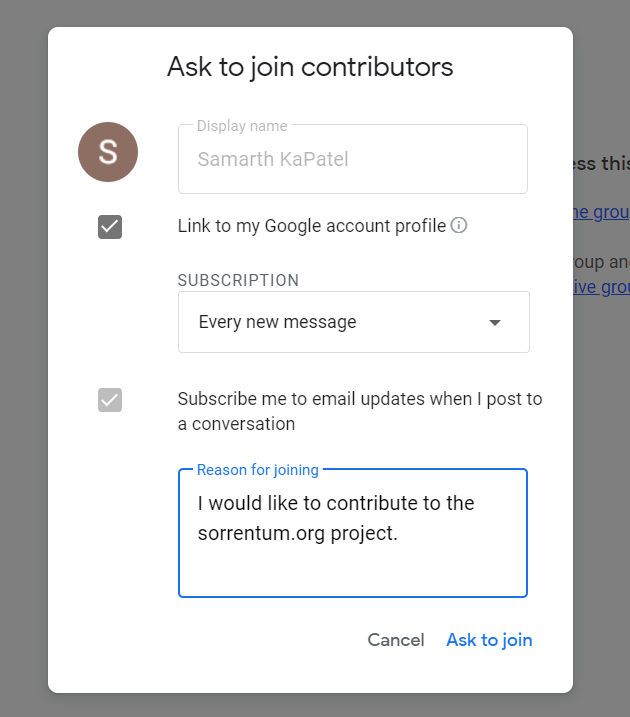 Ask to join contributors
Display name
S
Samarth KaPatel
Link to my Google account profile
SUBSCRIPTION
Every new message
Subscribe me to email updates when I post to
a conversation
Reason for joining
I would like to contribute to the
sorrentum.org project.
Cancel Ask to join
ess this
ne grou
roup an
ive grou